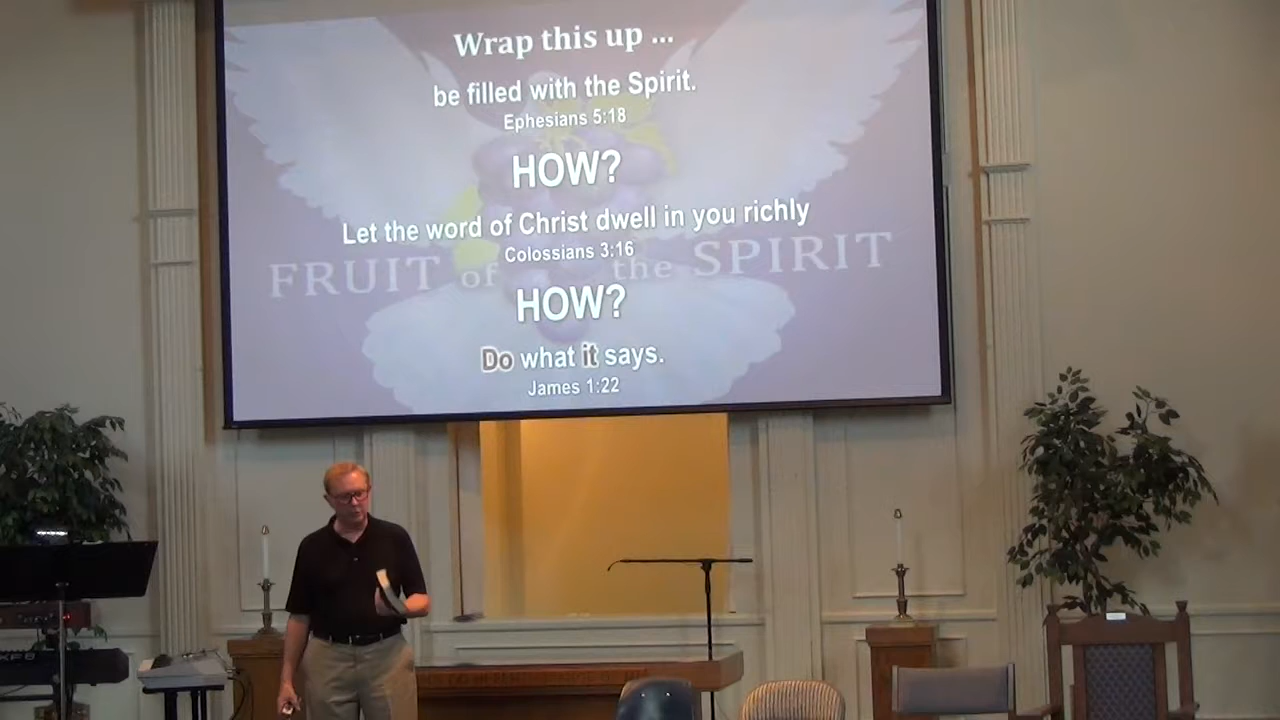 Wrap this up ...
be filled with the Spirit.
Ephesians 5:18
HOW?
Let the word of Christ dwell in you richly
Colossians 3:16
FRUIT of the SPIRIT
HOW?
Do what it says.
James 1:22